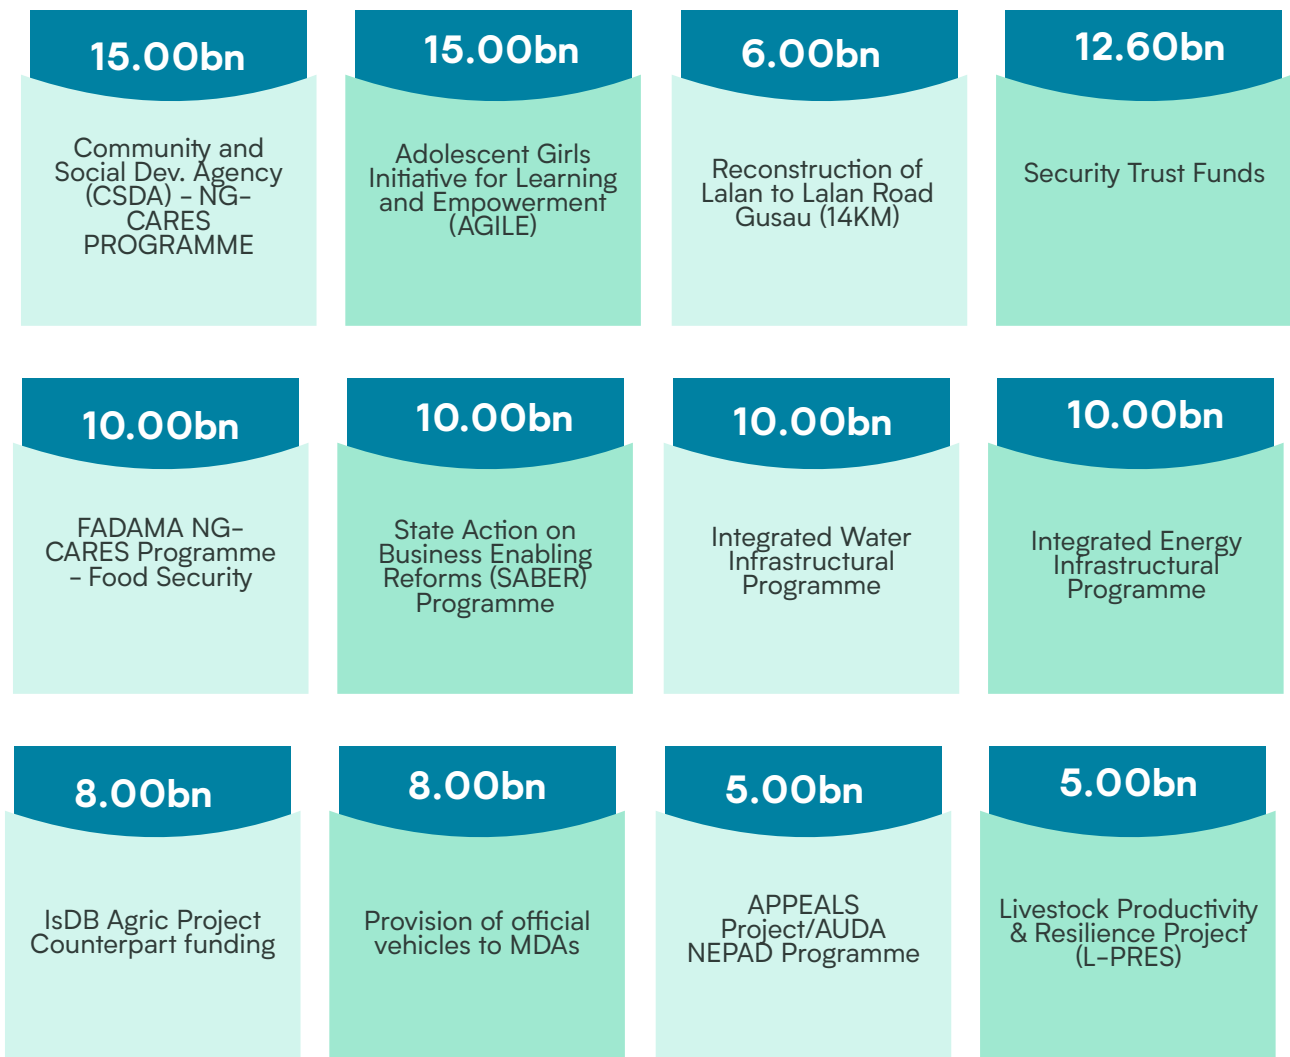 15.00bn
Community and
Social Dev. Agency
(CSDA) - NG-
CARES
PROGRAMME
15.00bn
Adolescent Girls
Initiative for Learning
and Empowerment
(AGILE)
6.00bn
Reconstruction of
Lalan to Lalan Road
Gusau (14KM)
12.60bn
Security Trust Funds
10.00bn
FADAMA NG-
CARES Programme
- Food Security
10.00bn
State Action on
Business Enabling
Reforms (SABER)
Programme
10.00bn
Integrated Water
Infrastructural
Programme
10.00bn
Integrated Energy
Infrastructural
Programme
8.00bn
IsDB Agric Project
Counterpart funding
8.00bn
Provision of official
vehicles to MDAs
5.00bn
APPEALS
Project/AUDA
NEPAD Programme
5.00bn
Livestock Productivity
& Resilience Project
(L-PRES)